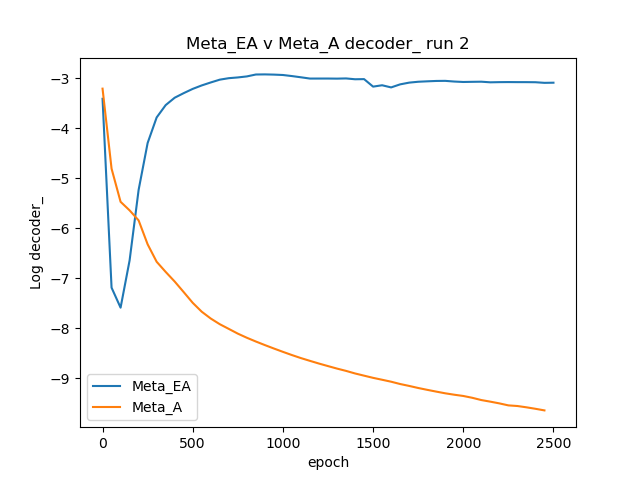 Meta_EA v Meta_A decoder_ run 2
Log decoder_
−3
−4
−5
−6
−7
−8
−9
Meta_EA
Meta_A
0
500
1000
1500
2000
2500
epoch